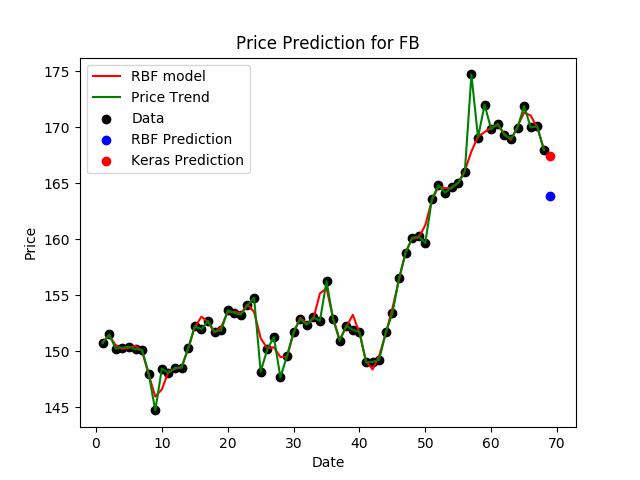 Price Prediction for FB
RBF model
Price Trend
Data
RBF Prediction
Keras Prediction
175
170
165
160
155
150
145
Price
0 10 20 30 40 50 60 70
Date